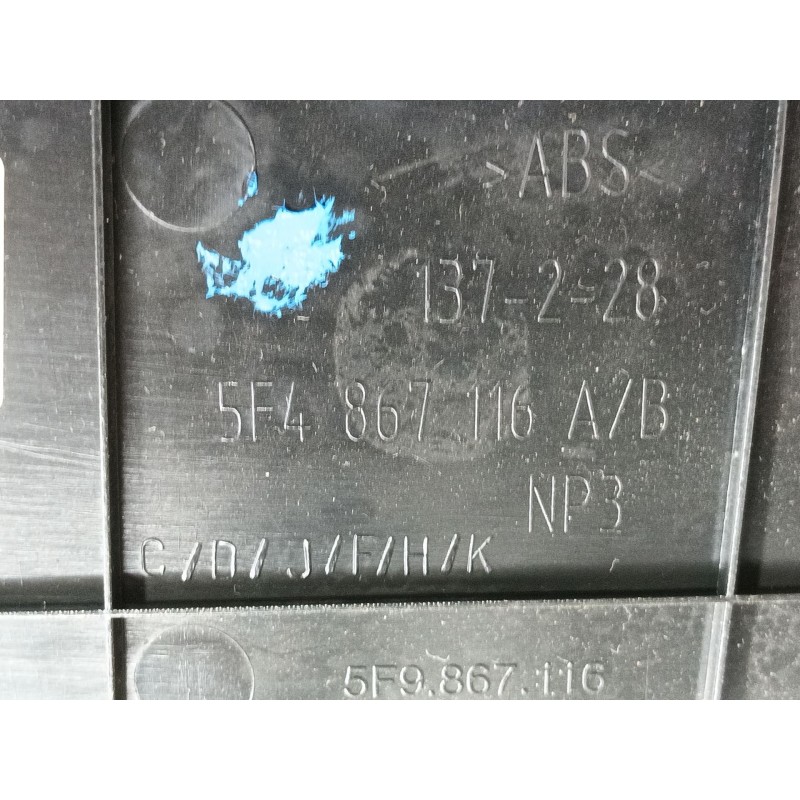 >ABS<
137-2-28
5F4 867 116 A/B
NP3
C/D/J/F/H/K
5F9.867.116